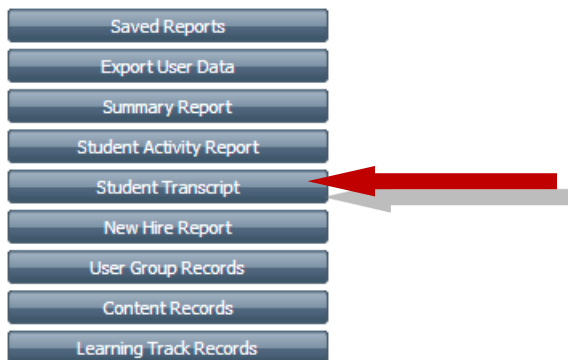 Saved Reports
Export User Data
Summary Report
Student Activity Report
Student Transcript
New Hire Report
User Group Records
Content Records
Learning Track Records